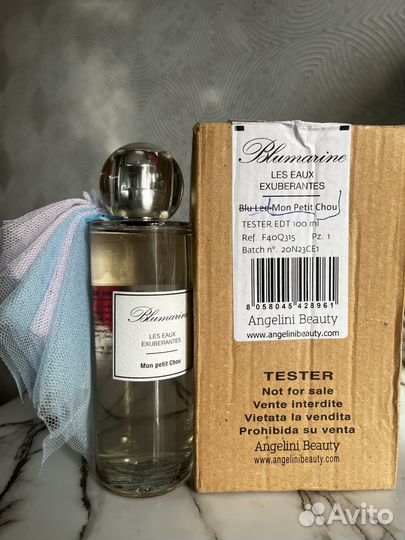 Blumarine
LES EAUX
EXUBERANTES
Mon petit Chou
Blumarine
LES EAUX
EXUBERANTES
Blu Led Mon Petit Chou
TESTER EDT 100 ml
Ref. F40Q315 Pz. 1
Batch n°. 20N23CE1
8 058045 428961
Angelini Beauty
www.angelinibeauty.com
TESTER
Not for sale
Vente interdite
Vietata la vendita
Prohibida su venta
Angelini Beauty
www.angelinibeauty.com
Avito